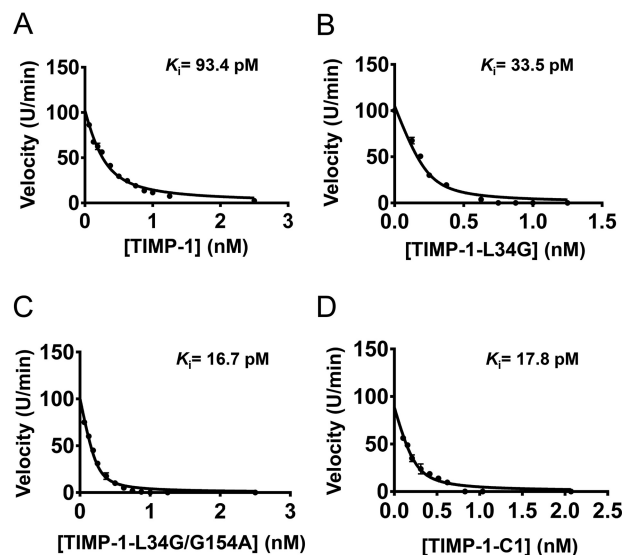 A
Velocity (U/min)
150
100
50
0
Ki= 93.4 pM
0 1 2 3
[TIMP-1] (nM)
B
Velocity (U/min)
150
100
50
0
Ki= 33.5 pM
0.0 0.5 1.0 1.5
[TIMP-1-L34G] (nM)
C
Velocity (U/min)
150
100
50
0
Ki= 16.7 pM
0 1 2 3
[TIMP-1-L34G/G154A] (nM)
D
Velocity (U/min)
150
100
50
0
Ki= 17.8 pM
0.0 0.5 1.0 1.5 2.0 2.5
[TIMP-1-C1] (nM)